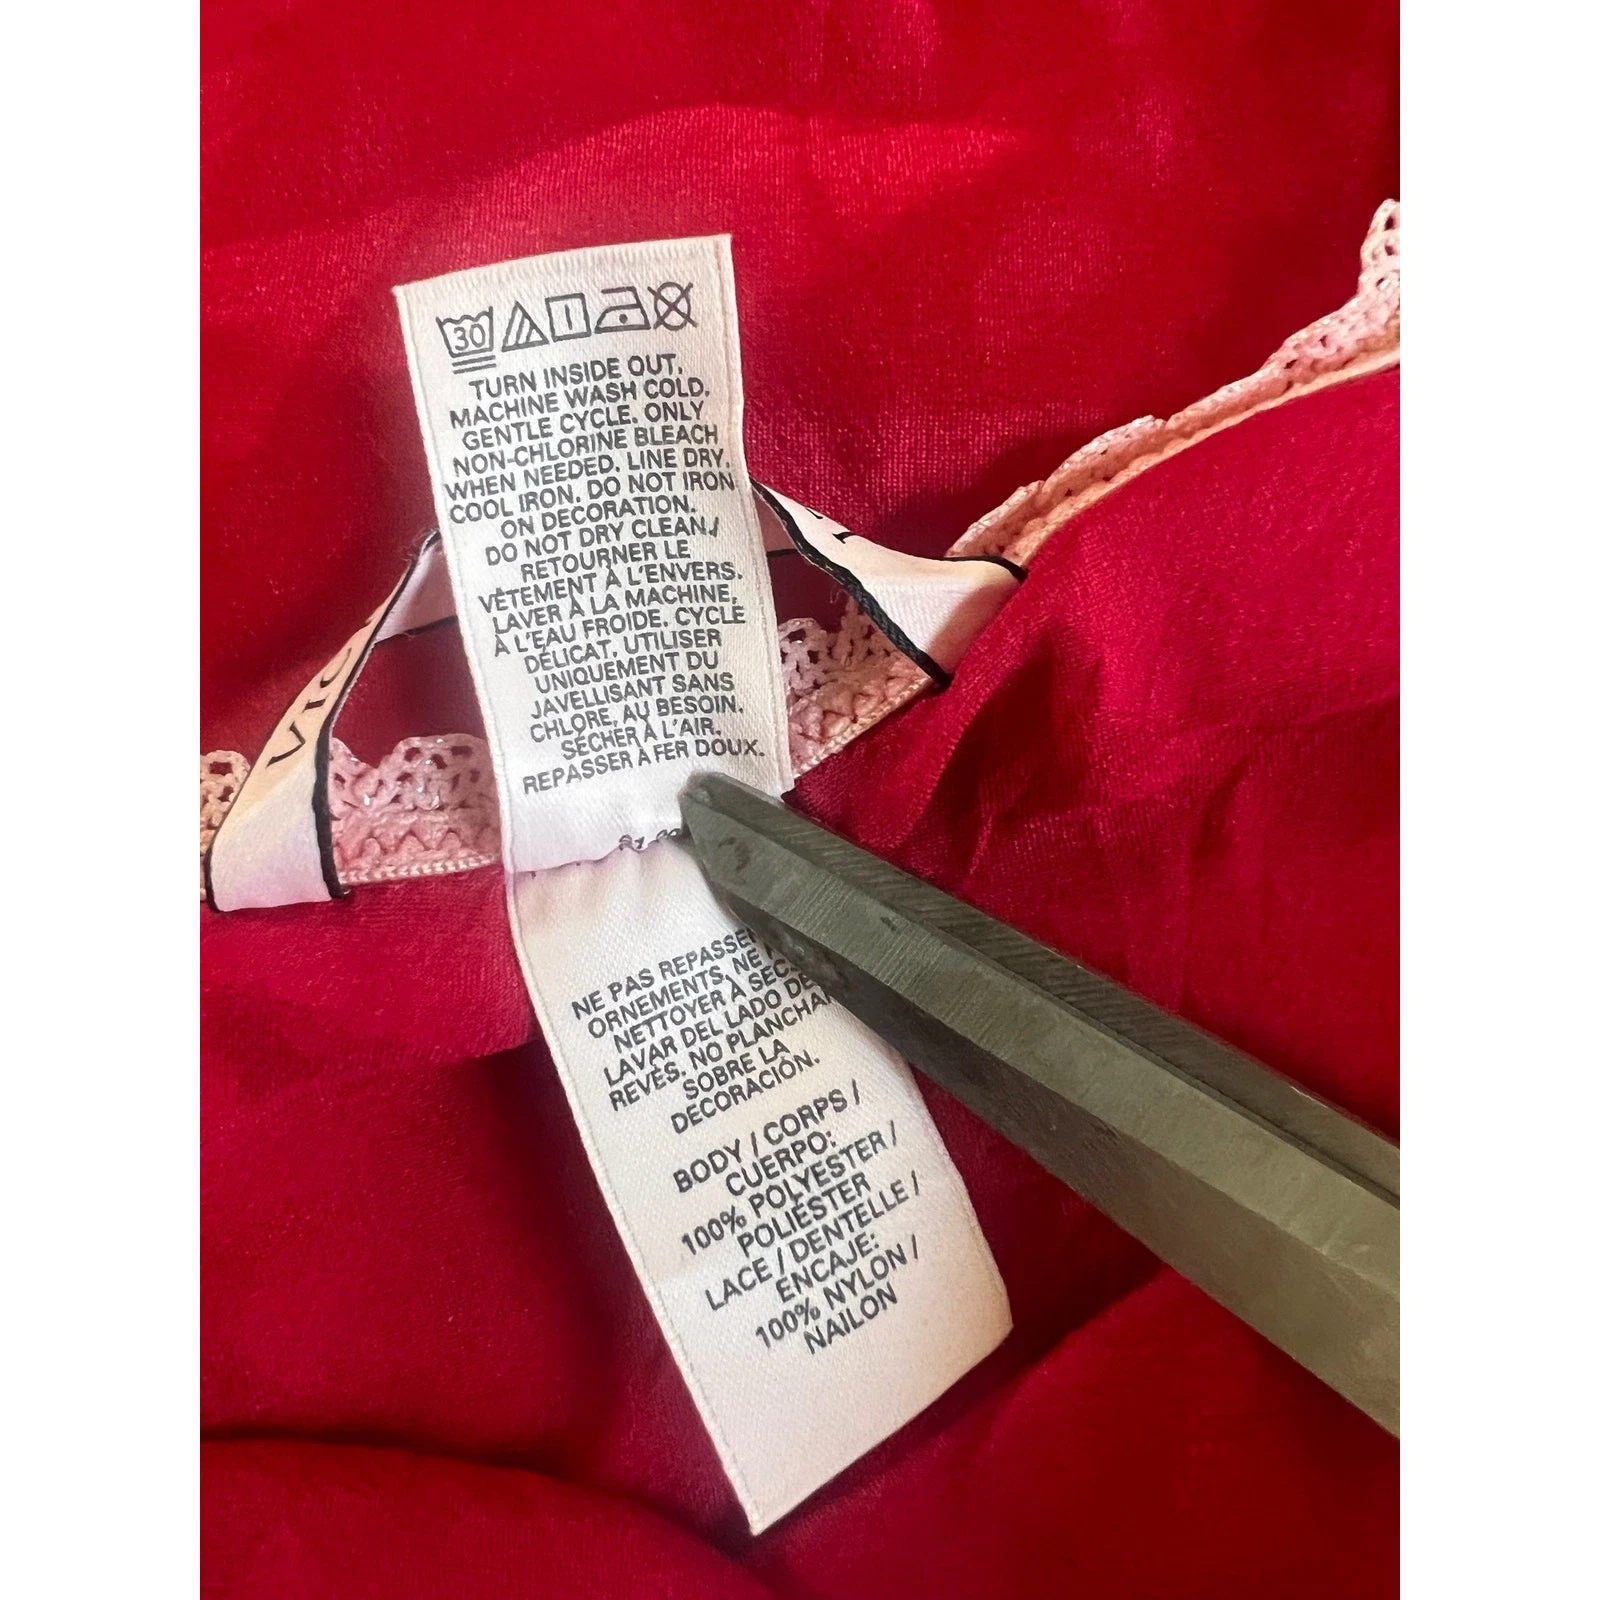 30
TURN INSIDE OUT.
MACHINE WASH COLD.
GENTLE CYCLE. ONLY
NON-CHLORINE BLEACH
WHEN NEEDED. LINE DRY.
COOL IRON. DO NOT IRON
ON DECORATION.
DO NOT DRY CLEAN./
RETOURNER LE
VÊTEMENT À L'ENVERS.
LAVER À LA MACHINE,
À L'EAU FROIDE. CYCLE
DÉLICAT. UTILISER
UNIQUEMENT DU
JAVELLISANT SANS
CHLORE, AU BESOIN.
SÉCHER À L'AIR.
REPASSER À FER DOUX.
NE PAS
ORNEMENTS. NE
NETTOYER À
LAVAR DEL LADO
REVÉS. NO
SOBRE LA
DECORACIÓN.
BODY / CORPS /
CUERPO:
100% POLYESTER /
POLIÉSTER
LACE / DENTELLE /
ENCAJE:
100% NYLON /
NAILON